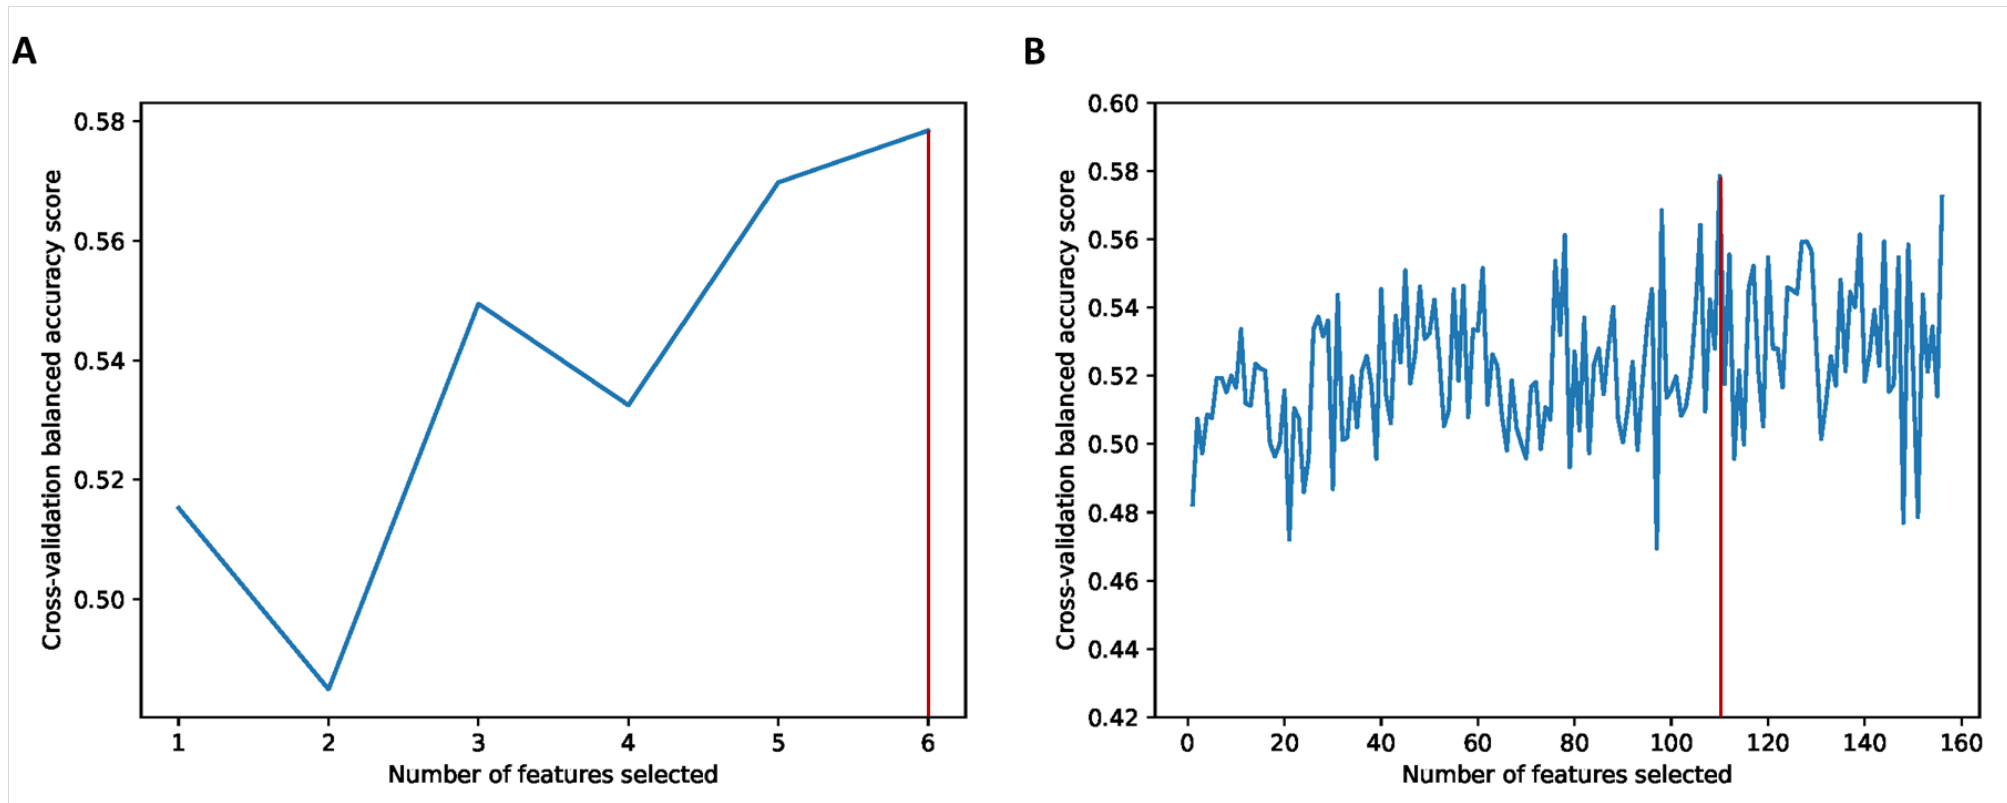 A
Cross-validation balanced accuracy score
0.58
0.56
0.54
0.52
0.50
1 2 3 4 5 6
Number of features selected
B
Cross-validation balanced accuracy score
0.60
0.58
0.56
0.54
0.52
0.50
0.48
0.46
0.44
0.42
0 20 40 60 80 100 120 140 160
Number of features selected